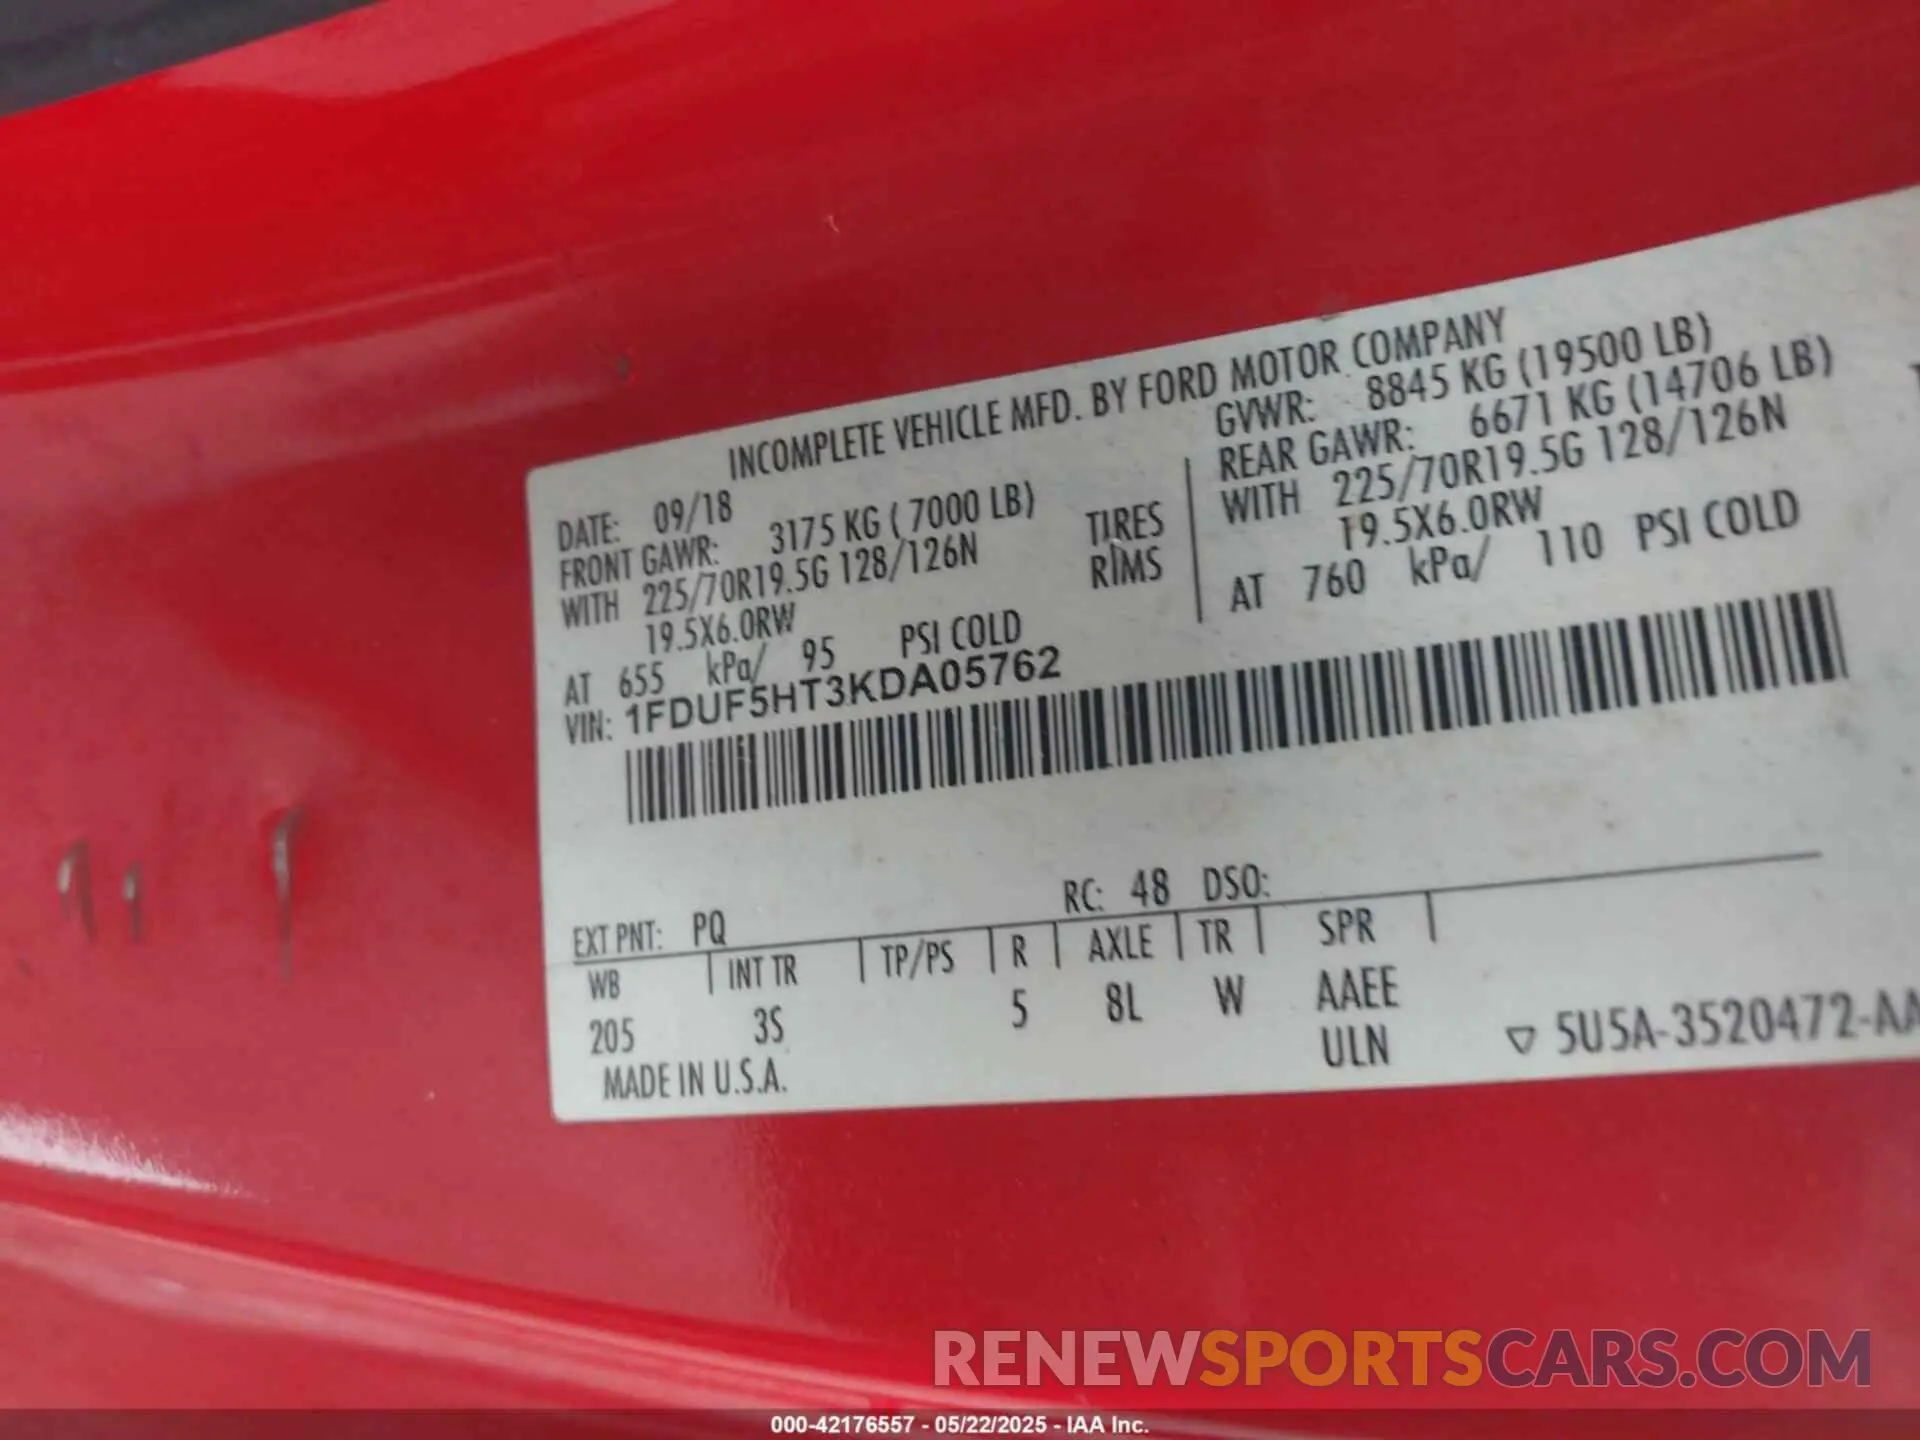 INCOMPLETE VEHICLE MFD. BY FORD MOTOR COMPANY
DATE: 09/18
GVWR: 8845 KG (19500 LB)
FRONT GAWR: 3175 KG ( 7000 LB)
REAR GAWR: 6671 KG (14706 LB)
WITH 225/70R19.5G 128/126N TIRES
WITH 225/70R19.5G 128/126N
19.5X6.0RW RIMS
19.5X6.0RW
AT 655 kPa/ 95 PSI COLD
AT 760 kPa/ 110 PSI COLD
VIN: 1FDUF5HT3KDA05762
EXT PNT: PQ RC: 48 DSO:
WB INT TR TP/PS R AXLE TR SPR
205 3S 5 8L W AAEE
ULN
MADE IN U.S.A.
▽ 5U5A-3520472-AA
RENEWSPORTSCARS.COM
000-42176557 - 05/22/2025 - IAA Inc.